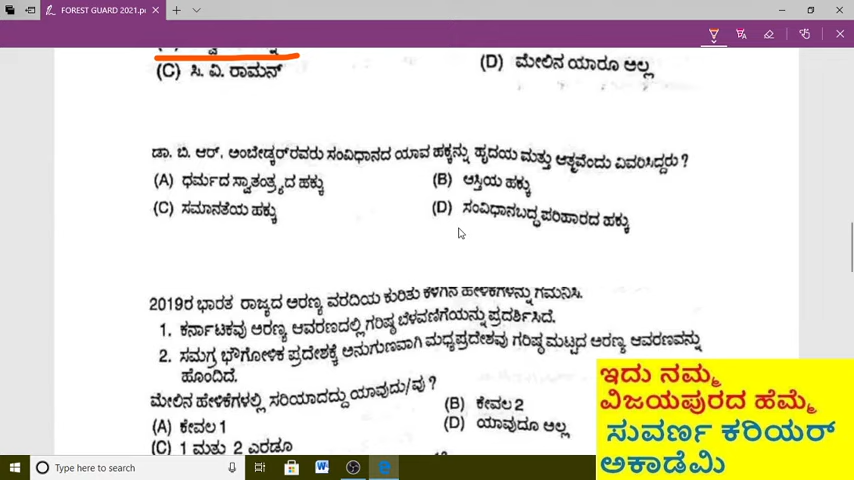 FOREST GUARD 2021.p
(C) ಸಿ. ವಿ. ರಾಮನ್
(D) ಮೇಲಿನ ಯಾರೂ ಅಲ್ಲ
ಡಾ. ಬಿ. ಆರ್. ಅಂಬೇಡ್ಕರ್‌ರವರು ಸಂವಿಧಾನದ ಯಾವ ಹಕ್ಕನ್ನು ಹೃದಯ ಮತ್ತು ಆತ್ಮವೆಂದು ವಿವರಿಸಿದ್ದರು ?
(A) ಧರ್ಮದ ಸ್ವಾತಂತ್ರ್ಯದ ಹಕ್ಕು
(B) ಆಸ್ತಿಯ ಹಕ್ಕು
(C) ಸಮಾನತೆಯ ಹಕ್ಕು
(D) ಸಂವಿಧಾನಬದ್ಧ ಪರಿಹಾರದ ಹಕ್ಕು
2019ರ ಭಾರತ ರಾಜ್ಯದ ಅರಣ್ಯ ವರದಿಯ ಕುರಿತು ಕೆಳಗಿನ ಹೇಳಿಕೆಗಳನ್ನು ಗಮನಿಸಿ.
1. ಕರ್ನಾಟಕವು ಅರಣ್ಯ ಆವರಣದಲ್ಲಿ ಗರಿಷ್ಠ ಬೆಳವಣಿಗೆಯನ್ನು ಪ್ರದರ್ಶಿಸಿದೆ.
2. ಸಮಗ್ರ ಭೌಗೋಳಿಕ ಪ್ರದೇಶಕ್ಕೆ ಅನುಗುಣವಾಗಿ ಮಧ್ಯಪ್ರದೇಶವು ಗರಿಷ್ಠ ಮಟ್ಟದ ಅರಣ್ಯ ಆವರಣವನ್ನು
ಹೊಂದಿದೆ.
ಮೇಲಿನ ಹೇಳಿಕೆಗಳಲ್ಲಿ ಸರಿಯಾದದ್ದು ಯಾವುದು/ವು ?
(A) ಕೇವಲ 1
(B) ಕೇವಲ 2
(C) 1 ಮತ್ತು 2 ಎರಡೂ
(D) ಯಾವುದೂ ಅಲ್ಲ
ಇದು ನಮ್ಮ
ವಿಜಯಪುರದ ಹೆಮ್ಮೆ
ಸುವರ್ಣ ಕರಿಯರ್
ಅಕಾಡೆಮಿ
Type here to search